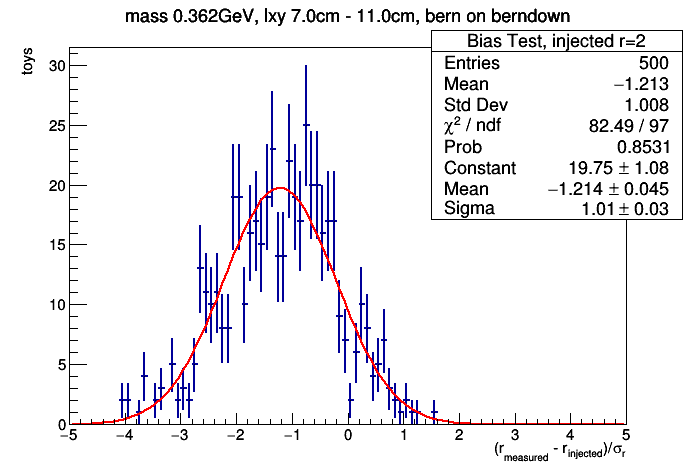 mass 0.362GeV, lxy 7.0cm - 11.0cm, bern on berndown
Bias Test, injected r=2
Entries 500
Mean −1.213
Std Dev 1.008
χ² / ndf 82.49 / 97
Prob 0.8531
Constant 19.75 ± 1.08
Mean −1.214 ± 0.045
Sigma 1.01 ± 0.03
toys
30
25
20
15
10
5
0
−5 −4 −3 −2 −1 0 1 2 3 4 5
(r_measured - r_injected)/σ_r